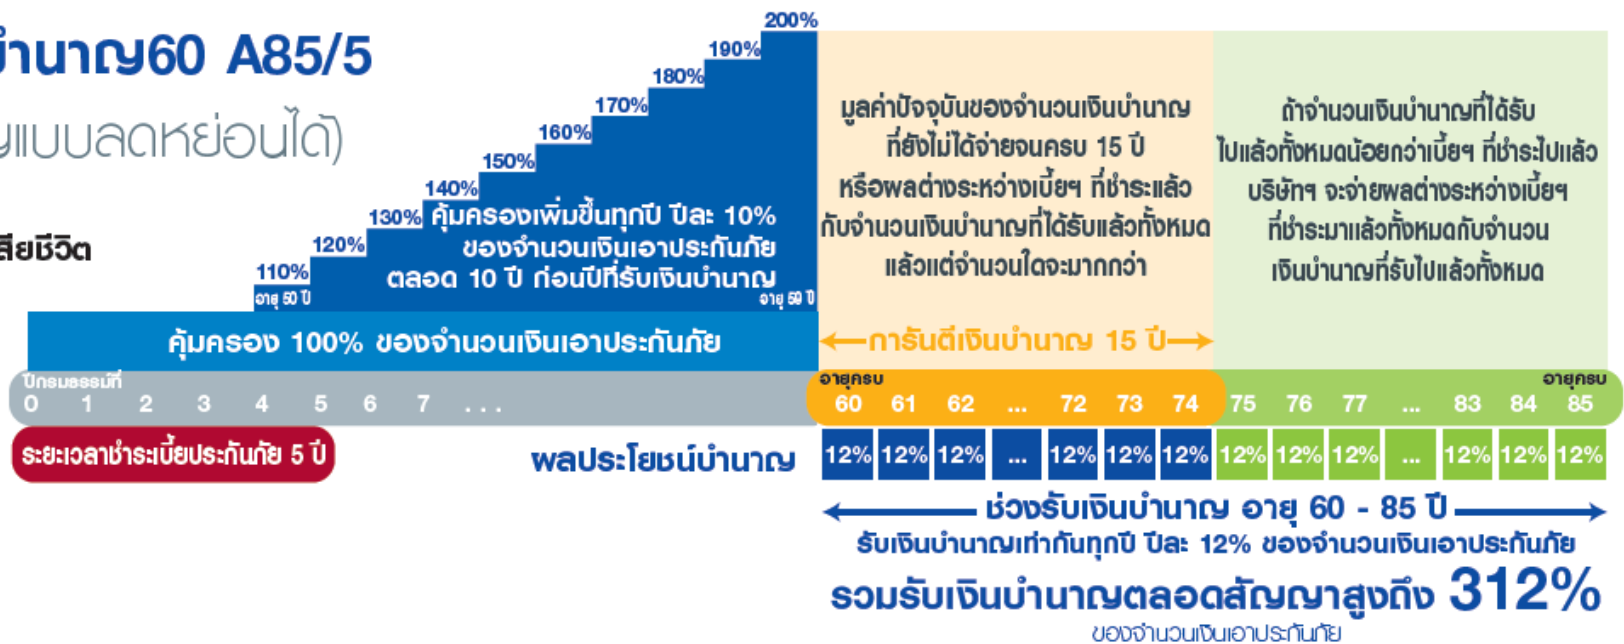 บำนาญ60 A85/5
แบบลดหย่อนได้)
เสียชีวิต
110%
120%
130%
140%
150%
160%
170%
180%
190%
200%
คุ้มครองเพิ่มขึ้นทุกปี ปีละ 10%
ของจำนวนเงินเอาประกันภัย
ตลอด 10 ปี ก่อนปีที่รับเงินบำนาญ
อายุ 50 ปี
อายุ 59 ปี
คุ้มครอง 100% ของจำนวนเงินเอาประกันภัย
มูลค่าปัจจุบันของจำนวนเงินบำนาญ
ที่ยังไม่ได้จ่ายจนครบ 15 ปี
หรือผลต่างระหว่างเบี้ยฯ ที่ชำระแล้ว
กับจำนวนเงินบำนาญที่ได้รับแล้วทั้งหมด
แล้วแต่จำนวนใดจะมากกว่า
การันตีเงินบำนาญ 15 ปี
ถ้าจำนวนเงินบำนาญที่ได้รับ
ไปแล้วทั้งหมดน้อยกว่าเบี้ยฯ ที่ชำระไปแล้ว
บริษัทฯ จะจ่ายผลต่างระหว่างเบี้ยฯ
ที่ชำระมาแล้วทั้งหมดกับจำนวน
เงินบำนาญที่รับไปแล้วทั้งหมด
ปีกรมธรรม์ที่
0 1 2 3 4 5 6 7 ...
อายุครบ
อายุครบ
60 61 62 ... 72 73 74 75 76 77 ... 83 84 85
ระยะเวลาชำระเบี้ยประกันภัย 5 ปี
ผลประโยชน์บำนาญ
12% 12% 12% ... 12% 12% 12% 12% 12% 12% ... 12% 12% 12%
ช่วงรับเงินบำนาญ อายุ 60 - 85 ปี
รับเงินบำนาญเท่ากันทุกปี ปีละ 12% ของจำนวนเงินเอาประกันภัย
รวมรับเงินบำนาญตลอดสัญญาสูงถึง 312%
ของจำนวนเงินเอาประกันภัย